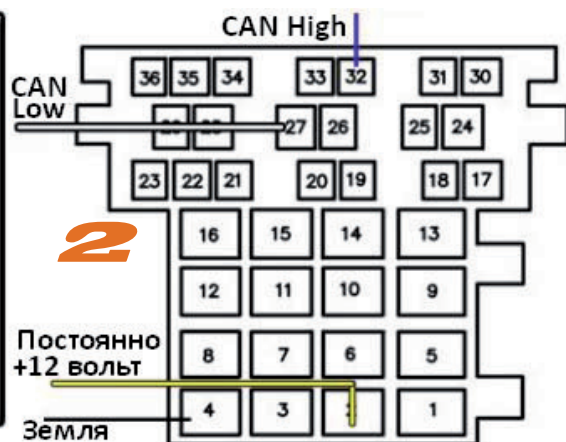 CAN High
36 35 34 33 32 31 30
CAN
Low
27 26 25 24
23 22 21 20 19 18 17
2
16 15 14 13
12 11 10 9
Постоянно
+12 вольт
8 7 6 5
4 3 2 1
Земля